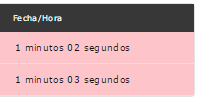 Fecha/Hora
1 minutos 02 segundos
1 minutos 03 segundos